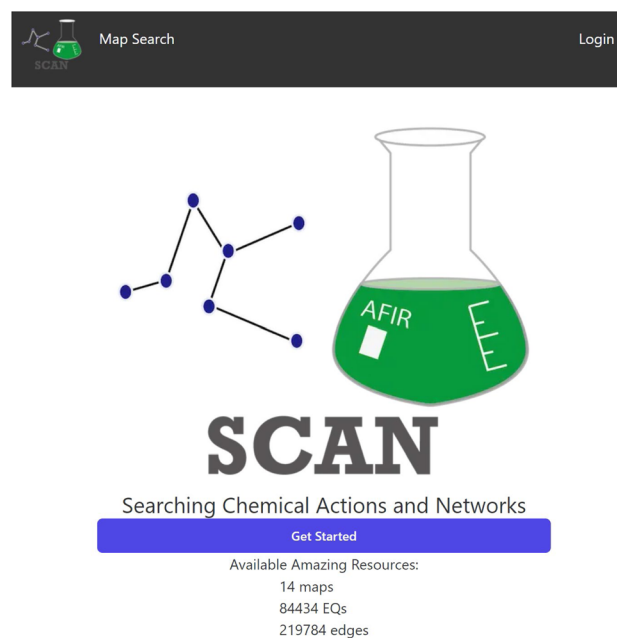 Map Search
Login
SCAN
AFIR
SCAN
Searching Chemical Actions and Networks
Get Started
Available Amazing Resources:
14 maps
84434 EQs
219784 edges